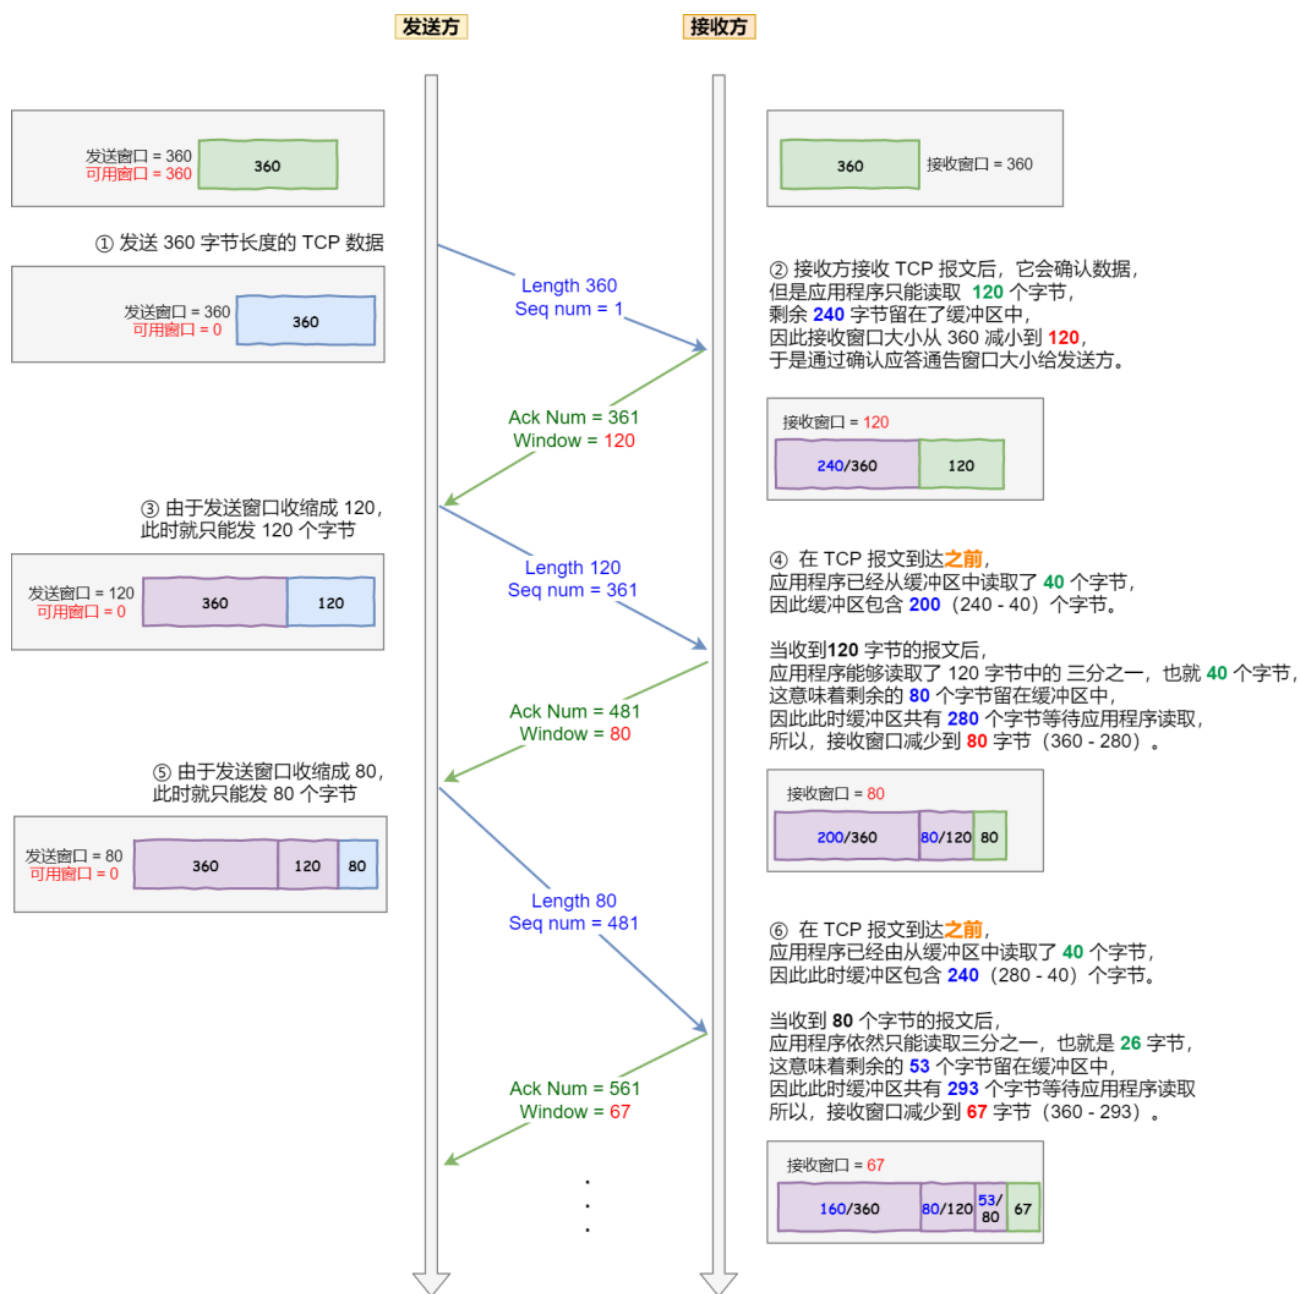 发送方
接收方
发送窗口 = 360
可用窗口 = 360
360
360
接收窗口 = 360
① 发送 360 字节长度的 TCP 数据
发送窗口 = 360
可用窗口 = 0
360
Length 360
Seq num = 1
② 接收方接收 TCP 报文后，它会确认数据，
但是应用程序只能读取 120 个字节，
剩余 240 字节留在了缓冲区中，
因此接收窗口大小从 360 减小到 120，
于是通过确认应答通告窗口大小给发送方。
Ack Num = 361
Window = 120
接收窗口 = 120
240/360
120
③ 由于发送窗口收缩成 120，
此时就只能发 120 个字节
发送窗口 = 120
可用窗口 = 0
360
120
Length 120
Seq num = 361
④ 在 TCP 报文到达之前，
应用程序已经从缓冲区中读取了 40 个字节，
因此缓冲区包含 200（240 - 40）个字节。
当收到120 字节的报文后，
应用程序能够读取了 120 字节中的 三分之一，也就 40 个字节，
这意味着剩余的 80 个字节留在缓冲区中，
因此此时缓冲区共有 280 个字节等待应用程序读取，
所以，接收窗口减少到 80 字节（360 - 280）。
Ack Num = 481
Window = 80
接收窗口 = 80
200/360
80/120
80
⑤ 由于发送窗口收缩成 80，
此时就只能发 80 个字节
发送窗口 = 80
可用窗口 = 0
360
120
80
Length 80
Seq num = 481
⑥ 在 TCP 报文到达之前，
应用程序已经由从缓冲区中读取了 40 个字节，
因此此时缓冲区包含 240（280 - 40）个字节。
当收到 80 个字节的报文后，
应用程序依然只能读取三分之一，也就是 26 字节，
这意味着剩余的 53 个字节留在缓冲区中，
因此此时缓冲区共有 293 个字节等待应用程序读取
所以，接收窗口减少到 67 字节（360 - 293）。
Ack Num = 561
Window = 67
接收窗口 = 67
160/360
80/120
53/
80
67